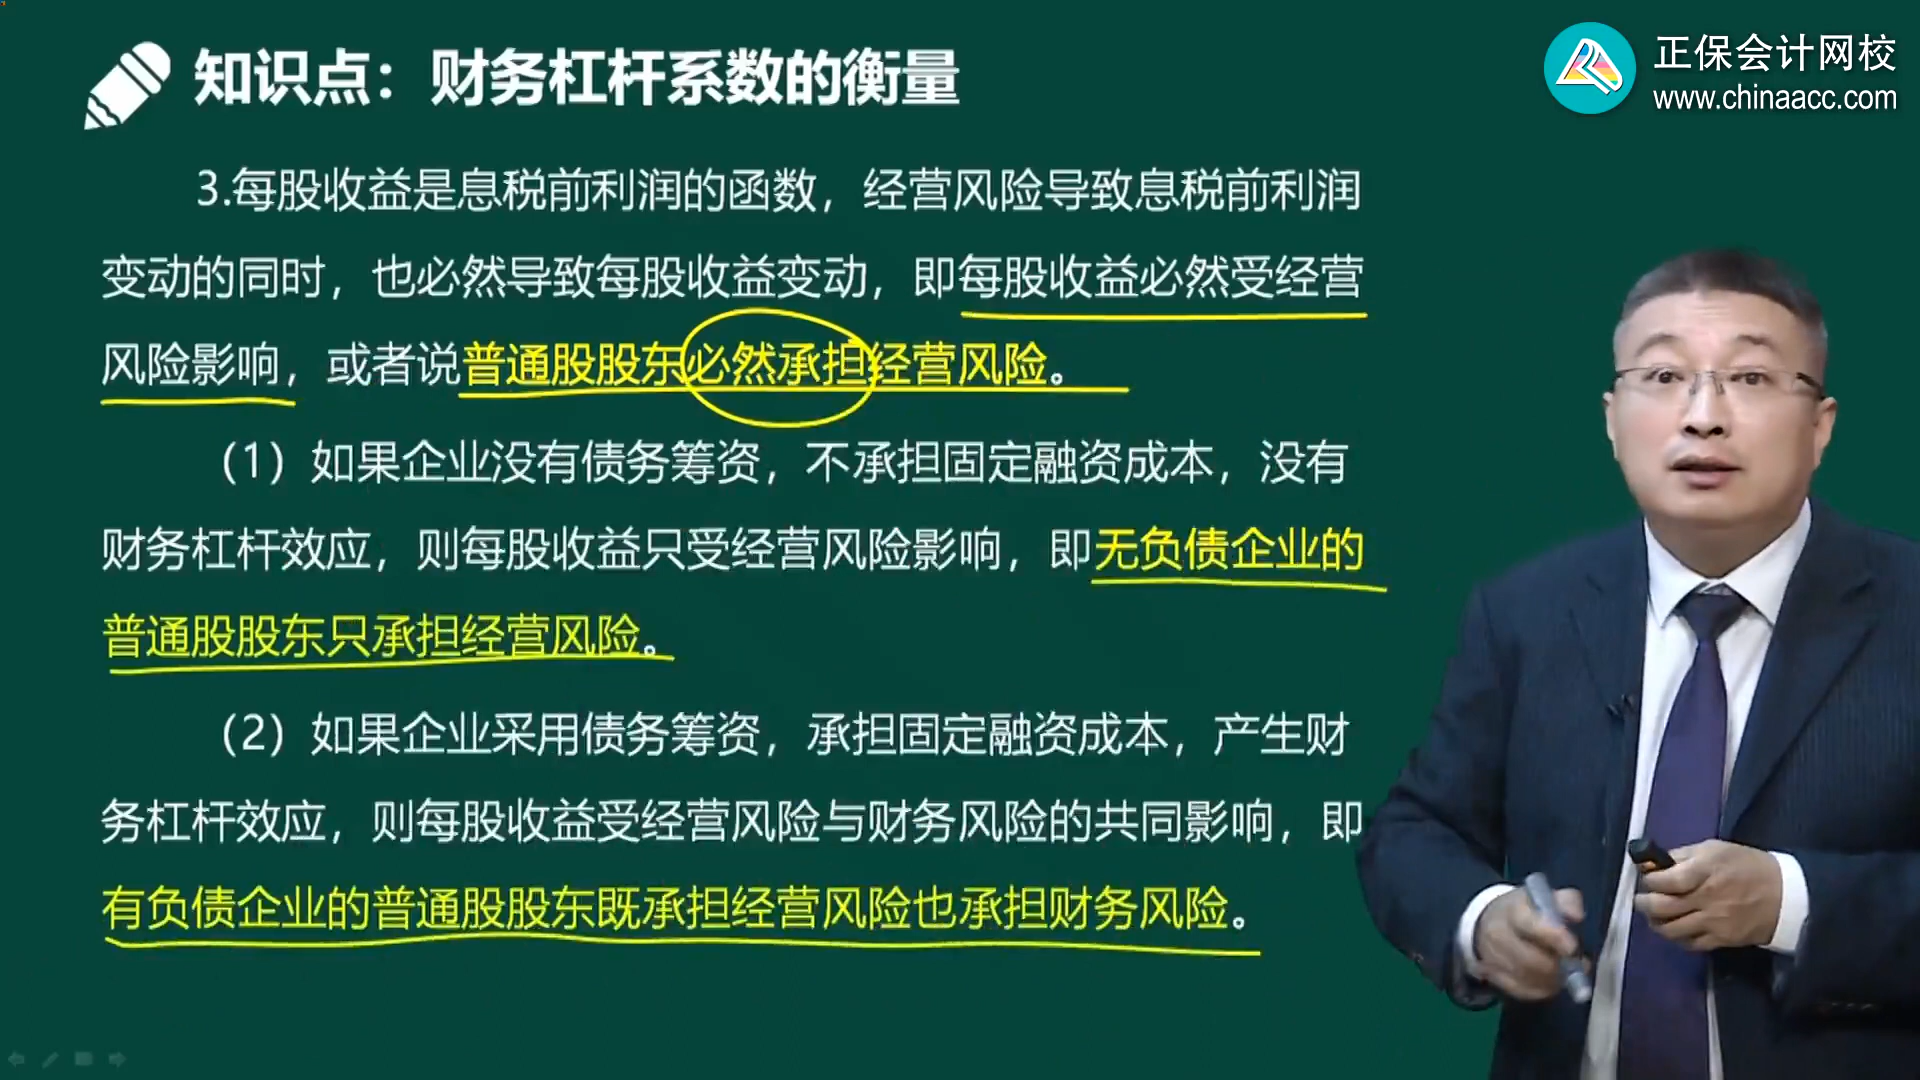 知识点：财务杠杆系数的衡量
正保会计网校
www.chinaacc.com
3.每股收益是息税前利润的函数，经营风险导致息税前利润
变动的同时，也必然导致每股收益变动，即每股收益必然受经营
风险影响，或者说普通股股东必然承担经营风险。
（1）如果企业没有债务筹资，不承担固定融资成本，没有
财务杠杆效应，则每股收益只受经营风险影响，即无负债企业的
普通股股东只承担经营风险。
（2）如果企业采用债务筹资，承担固定融资成本，产生财
务杠杆效应，则每股收益受经营风险与财务风险的共同影响，即
有负债企业的普通股股东既承担经营风险也承担财务风险。